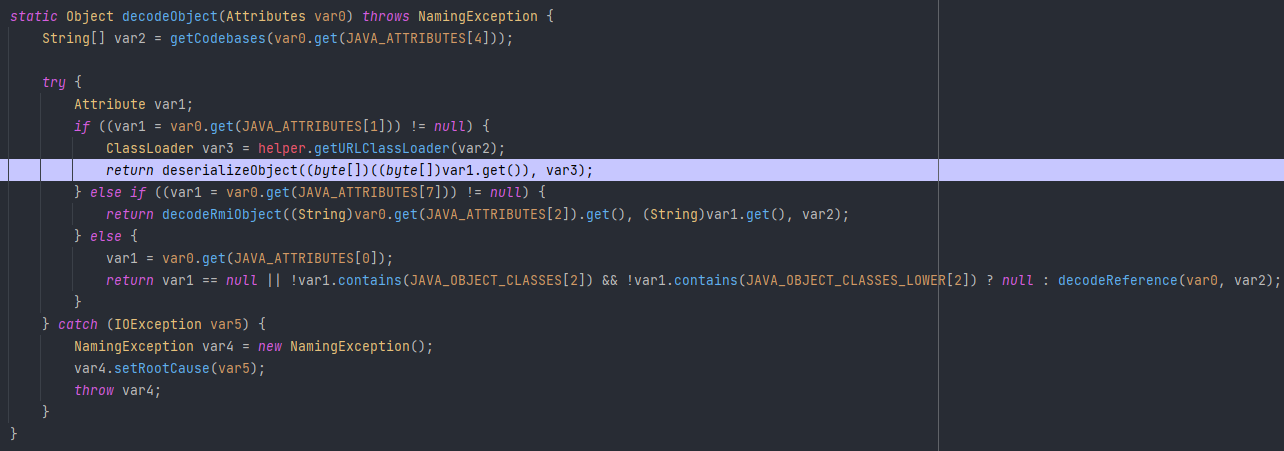 static Object decodeObject(Attributes var0) throws NamingException {
    String[] var2 = getCodebases(var0.get(JAVA_ATTRIBUTES[4]));

    try {
        Attribute var1;
        if ((var1 = var0.get(JAVA_ATTRIBUTES[1])) != null) {
            ClassLoader var3 = helper.getURLClassLoader(var2);
            return deserializeObject((byte[])((byte[])var1.get()), var3);
        } else if ((var1 = var0.get(JAVA_ATTRIBUTES[7])) != null) {
            return decodeRmiObject((String)var0.get(JAVA_ATTRIBUTES[2]).get(), (String)var1.get(), var2);
        } else {
            var1 = var0.get(JAVA_ATTRIBUTES[0]);
            return var1 == null || !var1.contains(JAVA_OBJECT_CLASSES[2]) && !var1.contains(JAVA_OBJECT_CLASSES_LOWER[2]) ? null : decodeReference(var0, var2);
        }
    } catch (IOException var5) {
        NamingException var4 = new NamingException();
        var4.setRootCause(var5);
        throw var4;
    }
}